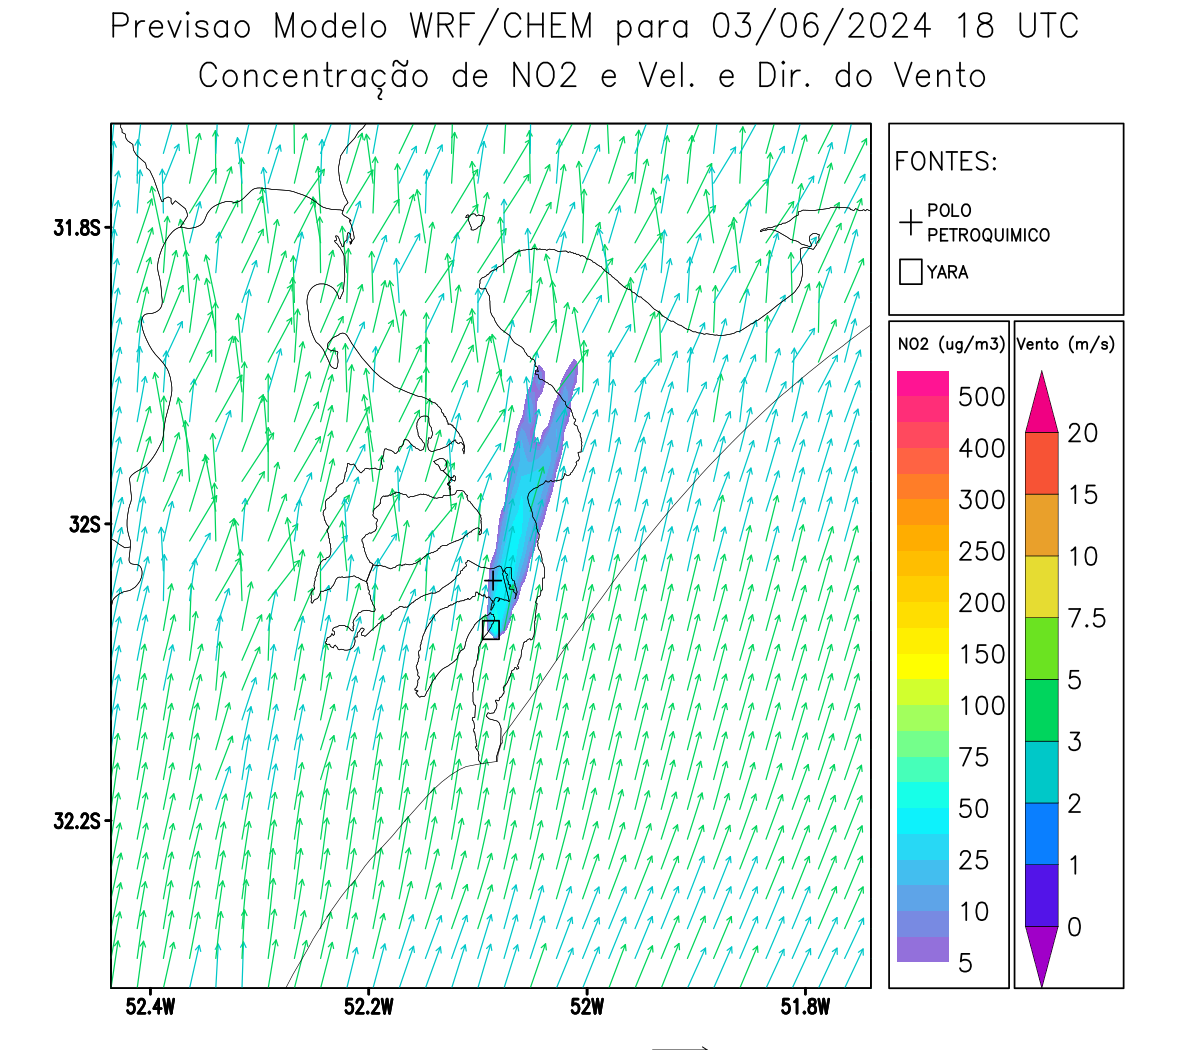 Previsao Modelo WRF/CHEM para 03/06/2024 18 UTC
Concentração de NO2 e Vel. e Dir. do Vento
FONTES:
POLO
PETROQUIMICO
YARA
NO2 (ug/m3)
500
400
300
250
200
150
100
75
50
25
10
5
Vento (m/s)
20
15
10
7.5
5
3
2
1
0
31.8S
32S
32.2S
52.4W
52.2W
52W
51.8W